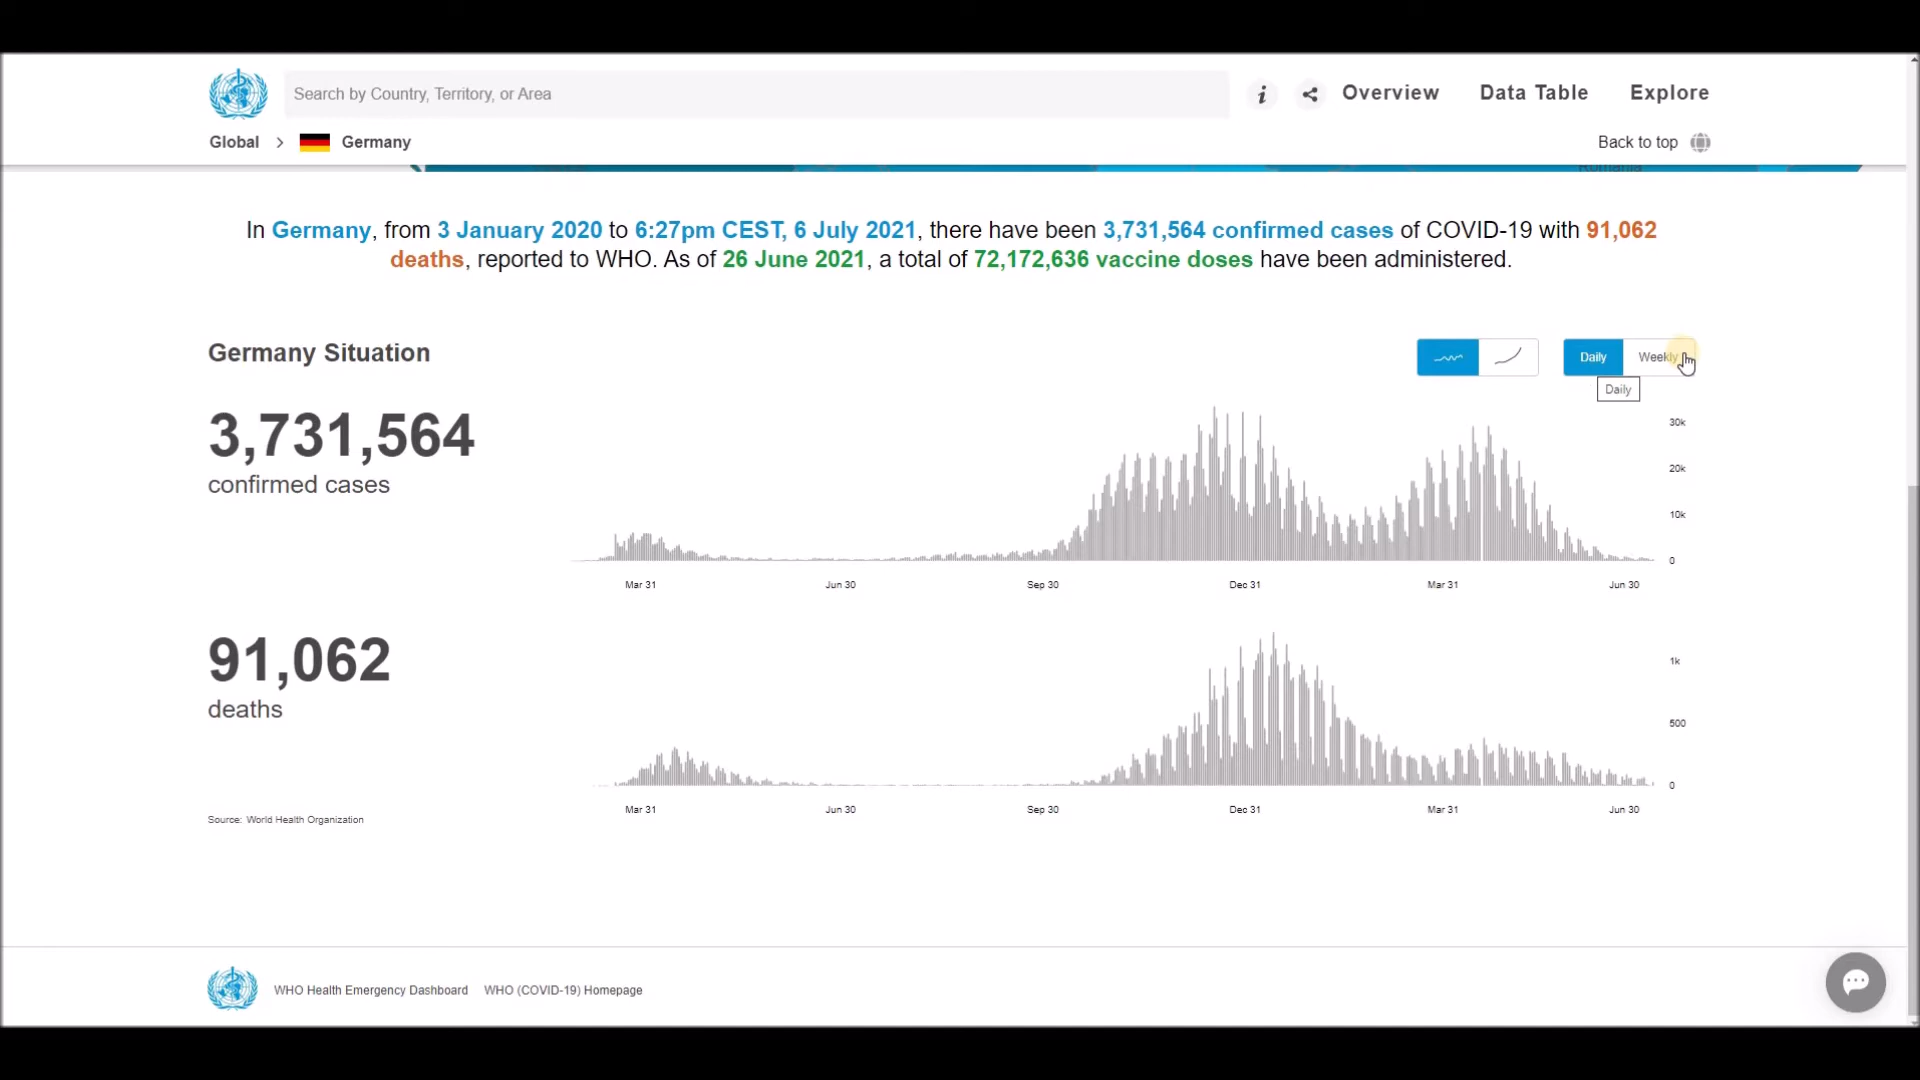 Search by Country, Territory, or Area
Overview
Data Table
Explore
Global
Germany
Back to top
Romania
In Germany, from 3 January 2020 to 6:27pm CEST, 6 July 2021, there have been 3,731,564 confirmed cases of COVID-19 with 91,062
deaths, reported to WHO. As of 26 June 2021, a total of 72,172,636 vaccine doses have been administered.
Germany Situation
Daily
Weekly
Daily
3,731,564
confirmed cases
30k
20k
10k
0
Mar 31
Jun 30
Sep 30
Dec 31
Mar 31
Jun 30
91,062
deaths
1k
500
0
Mar 31
Jun 30
Sep 30
Dec 31
Mar 31
Jun 30
Source: World Health Organization
WHO Health Emergency Dashboard
WHO (COVID-19) Homepage